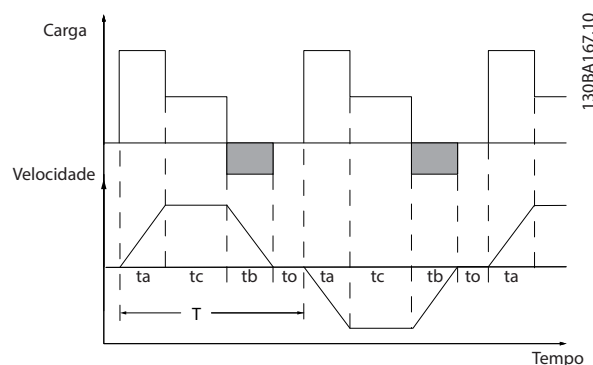 Carga
130BA167.10
Velocidade
ta tc tb to ta tc tb to ta
T
Tempo